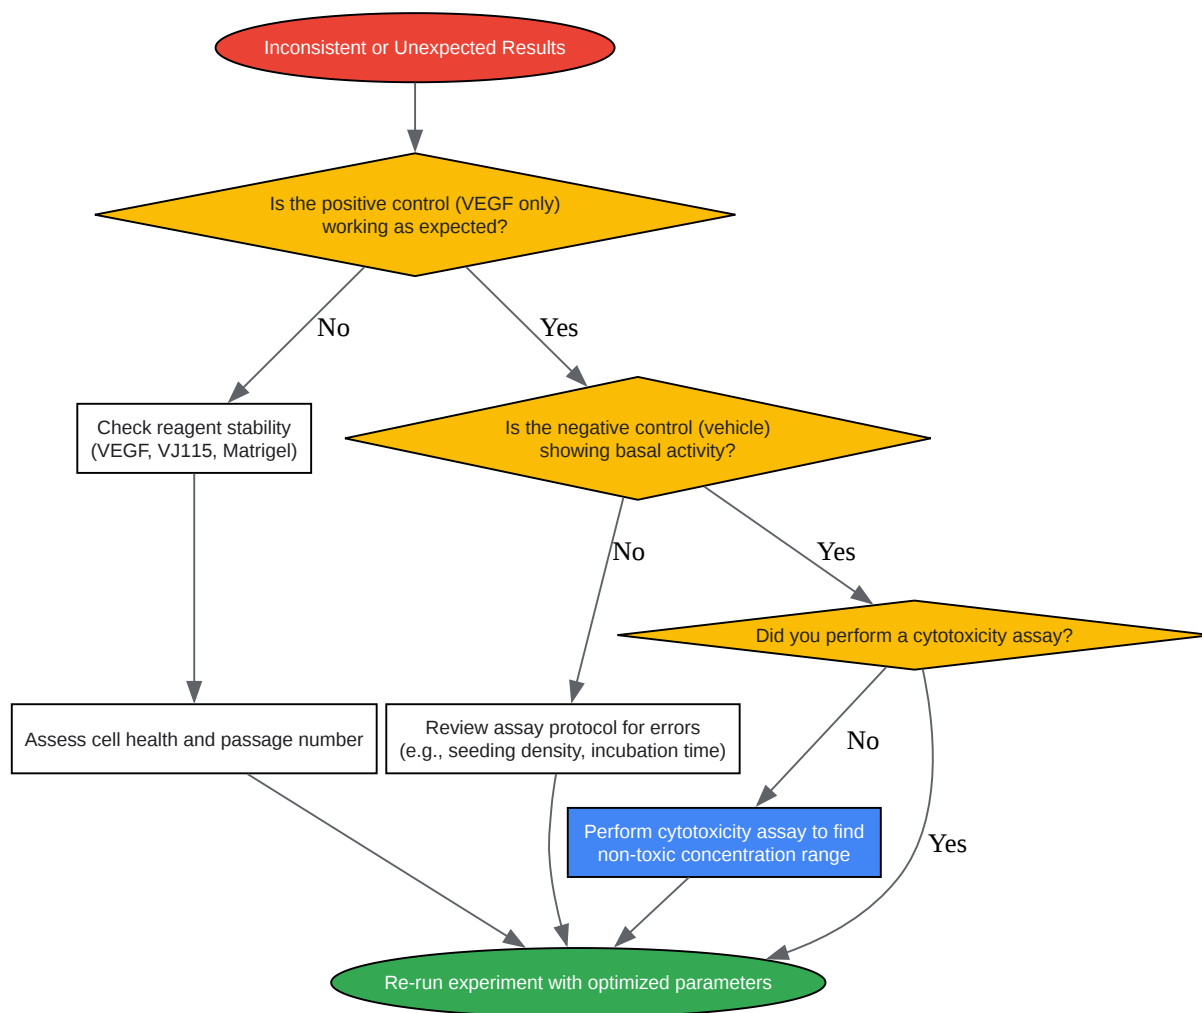 Inconsistent or Unexpected Results
Is the positive control (VEGF only)
working as expected?
No
Yes
Check reagent stability
(VEGF, VJ115, Matrigel)
Is the negative control (vehicle)
showing basal activity?
No
Yes
Did you perform a cytotoxicity assay?
Assess cell health and passage number
Review assay protocol for errors
(e.g., seeding density, incubation time)
No
Perform cytotoxicity assay to find
non-toxic concentration range
Yes
Re-run experiment with optimized parameters